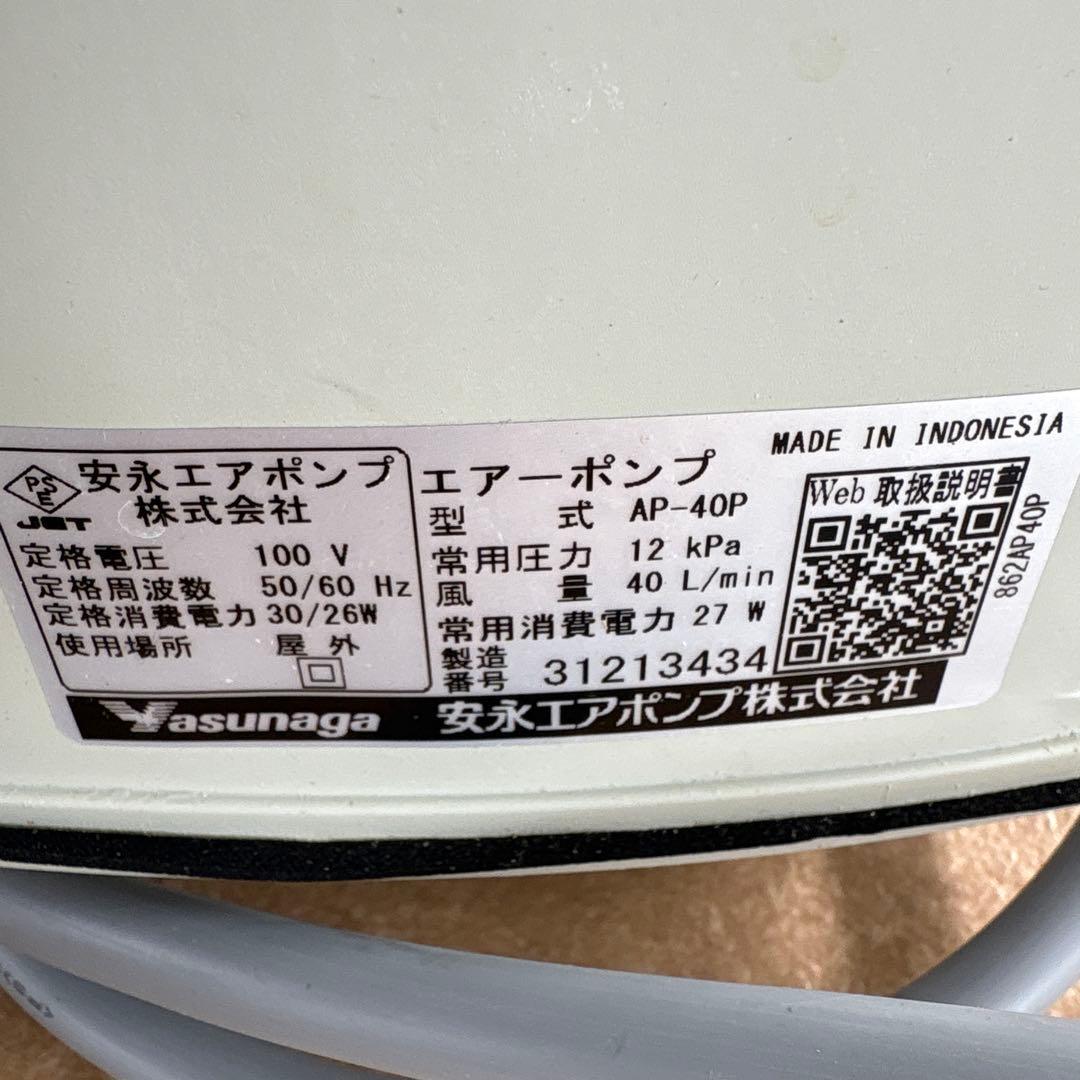 MADE IN INDONESIA
PS
E
JET
安永エアポンプ
株式会社
定格電圧 100 V
定格周波数 50/60 Hz
定格消費電力 30/26W
使用場所 屋外
エアーポンプ
型式 AP-40P
常用圧力 12 kPa
風量 40 L/min
常用消費電力 27 W
製造
番号 31213434
Web 取扱説明書
862AP40P
Yasunaga 安永エアポンプ株式会社